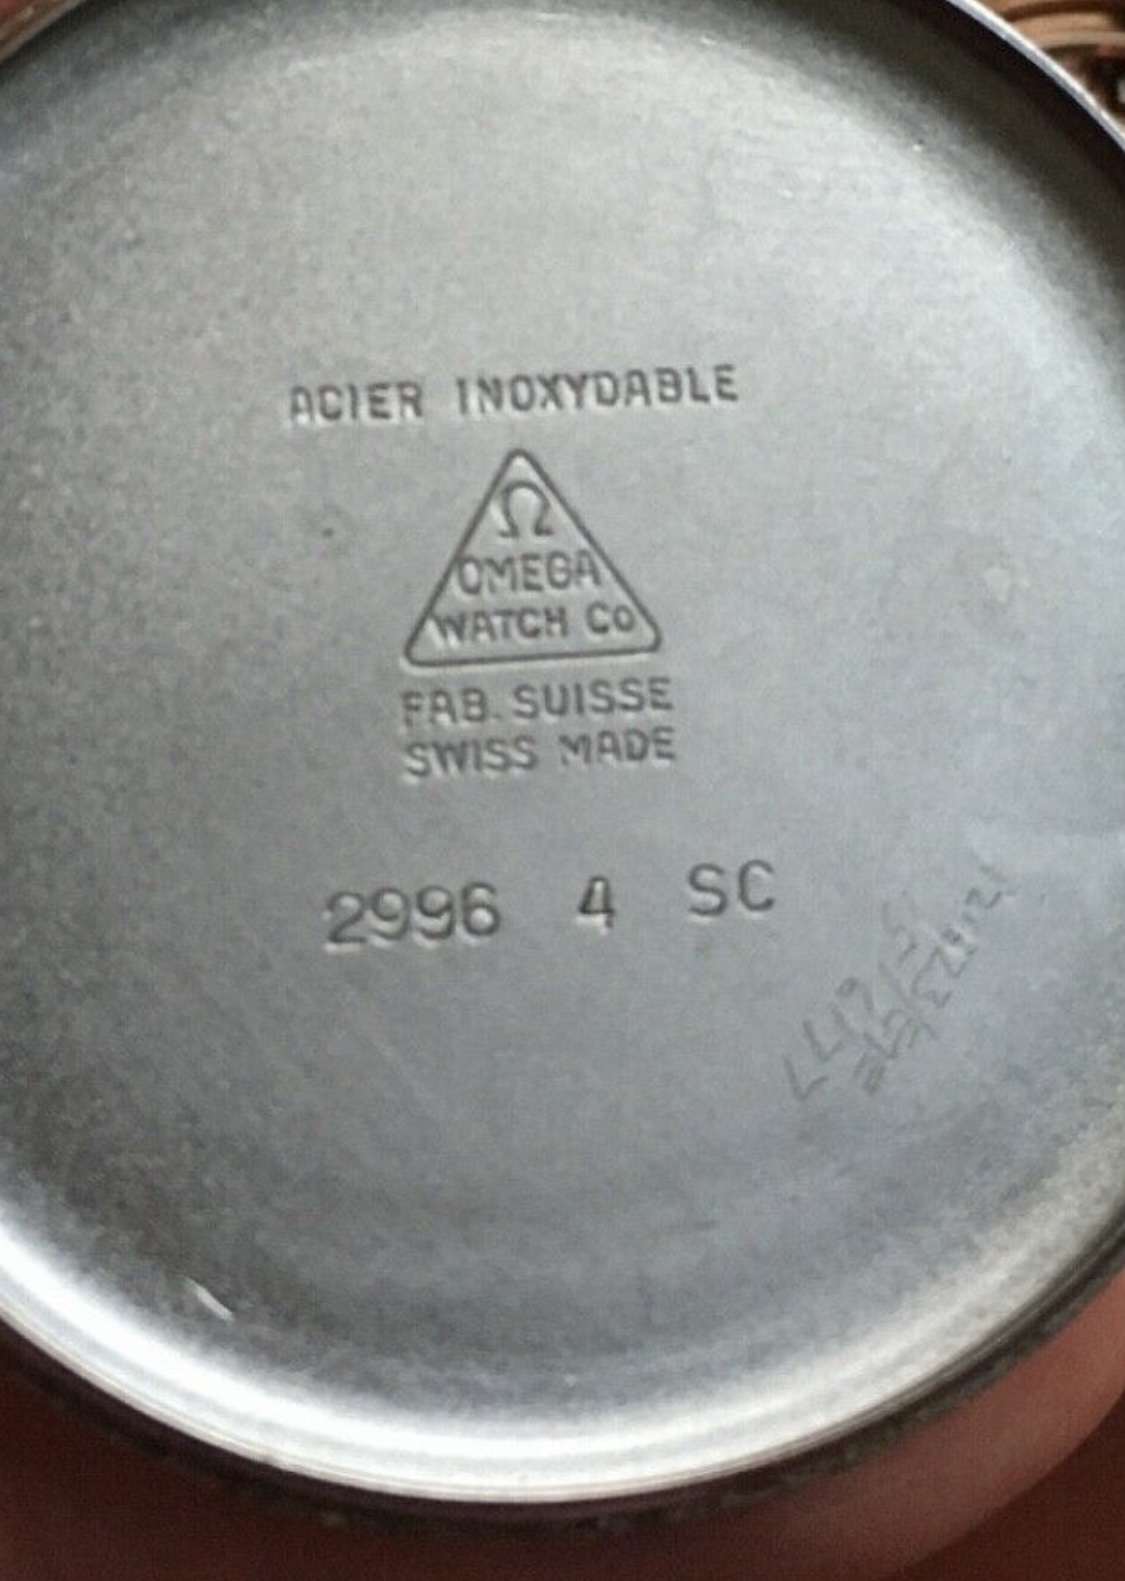 ACIER INOXYDABLE
Ω
OMEGA
WATCH Co
FAB. SUISSE
SWISS MADE
2996 4 SC